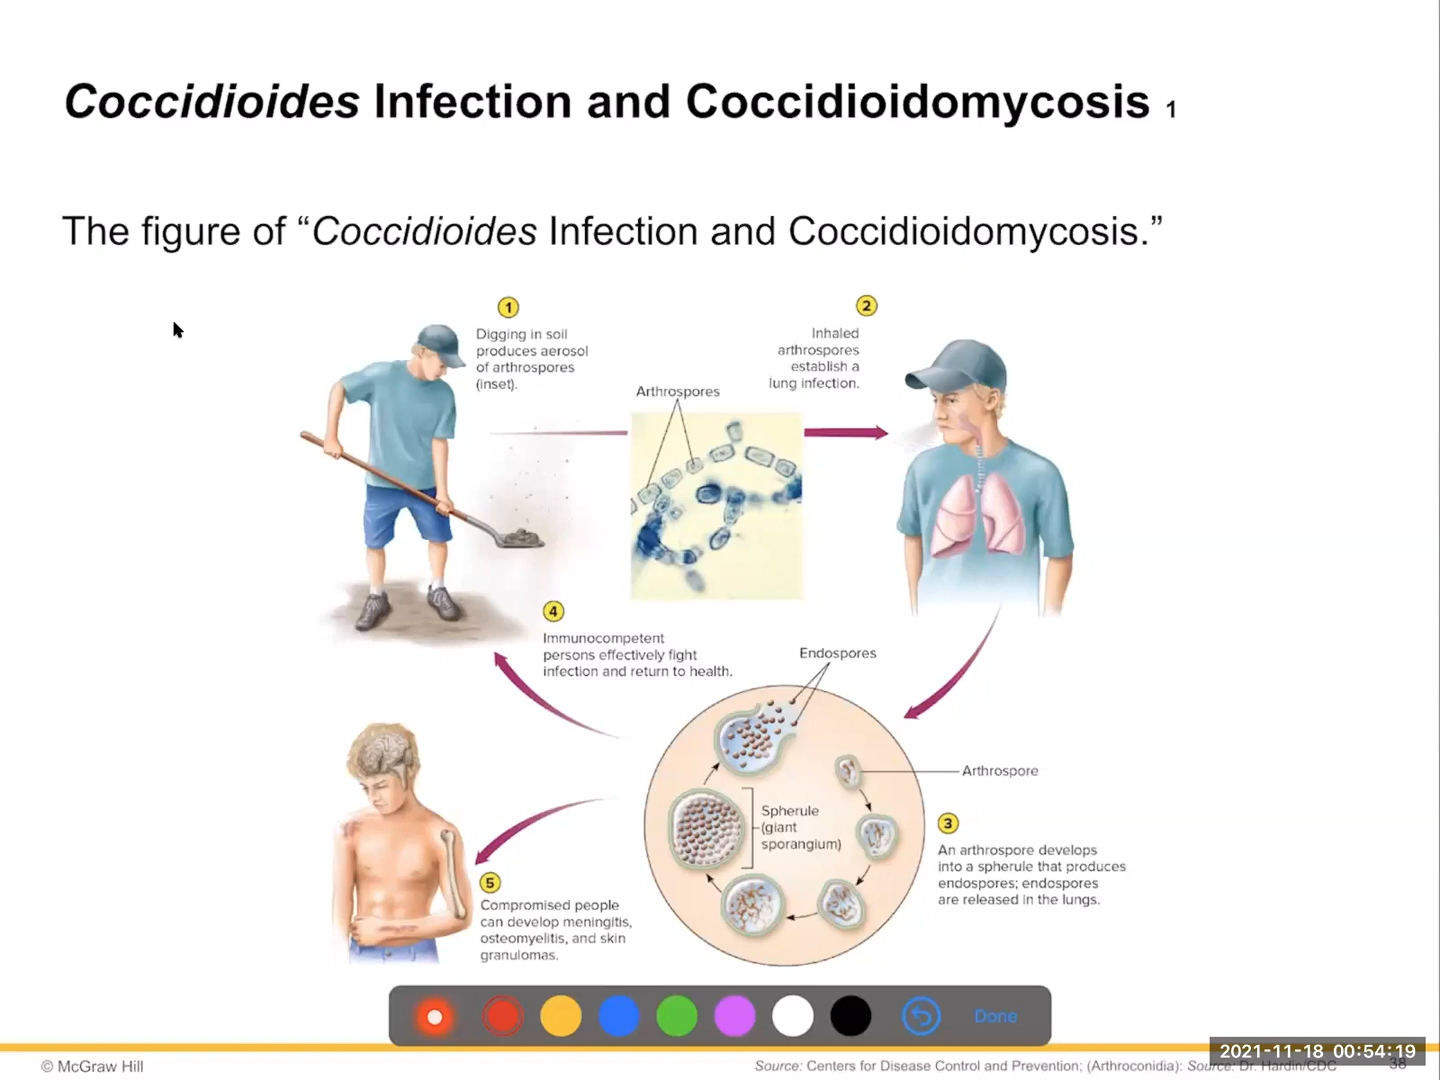 Coccidioides Infection and Coccidioidomycosis 1
The figure of “Coccidioides Infection and Coccidioidomycosis.”
1
Digging in soil
produces aerosol
of arthrospores
(inset).
Arthrospores
2
Inhaled
arthrospores
establish a
lung infection.
4
Immunocompetent
persons effectively fight
infection and return to health.
Endospores
Arthrospore
Spherule
(giant
sporangium)
3
An arthrospore develops
into a spherule that produces
endospores; endospores
are released in the lungs.
5
Compromised people
can develop meningitis,
osteomyelitis, and skin
granulomas.
Done
2021-11-18 00:54:19
© McGraw Hill
Source: Centers for Disease Control and Prevention; (Arthroconidia): Source: Dr. Hardin/CDC
38